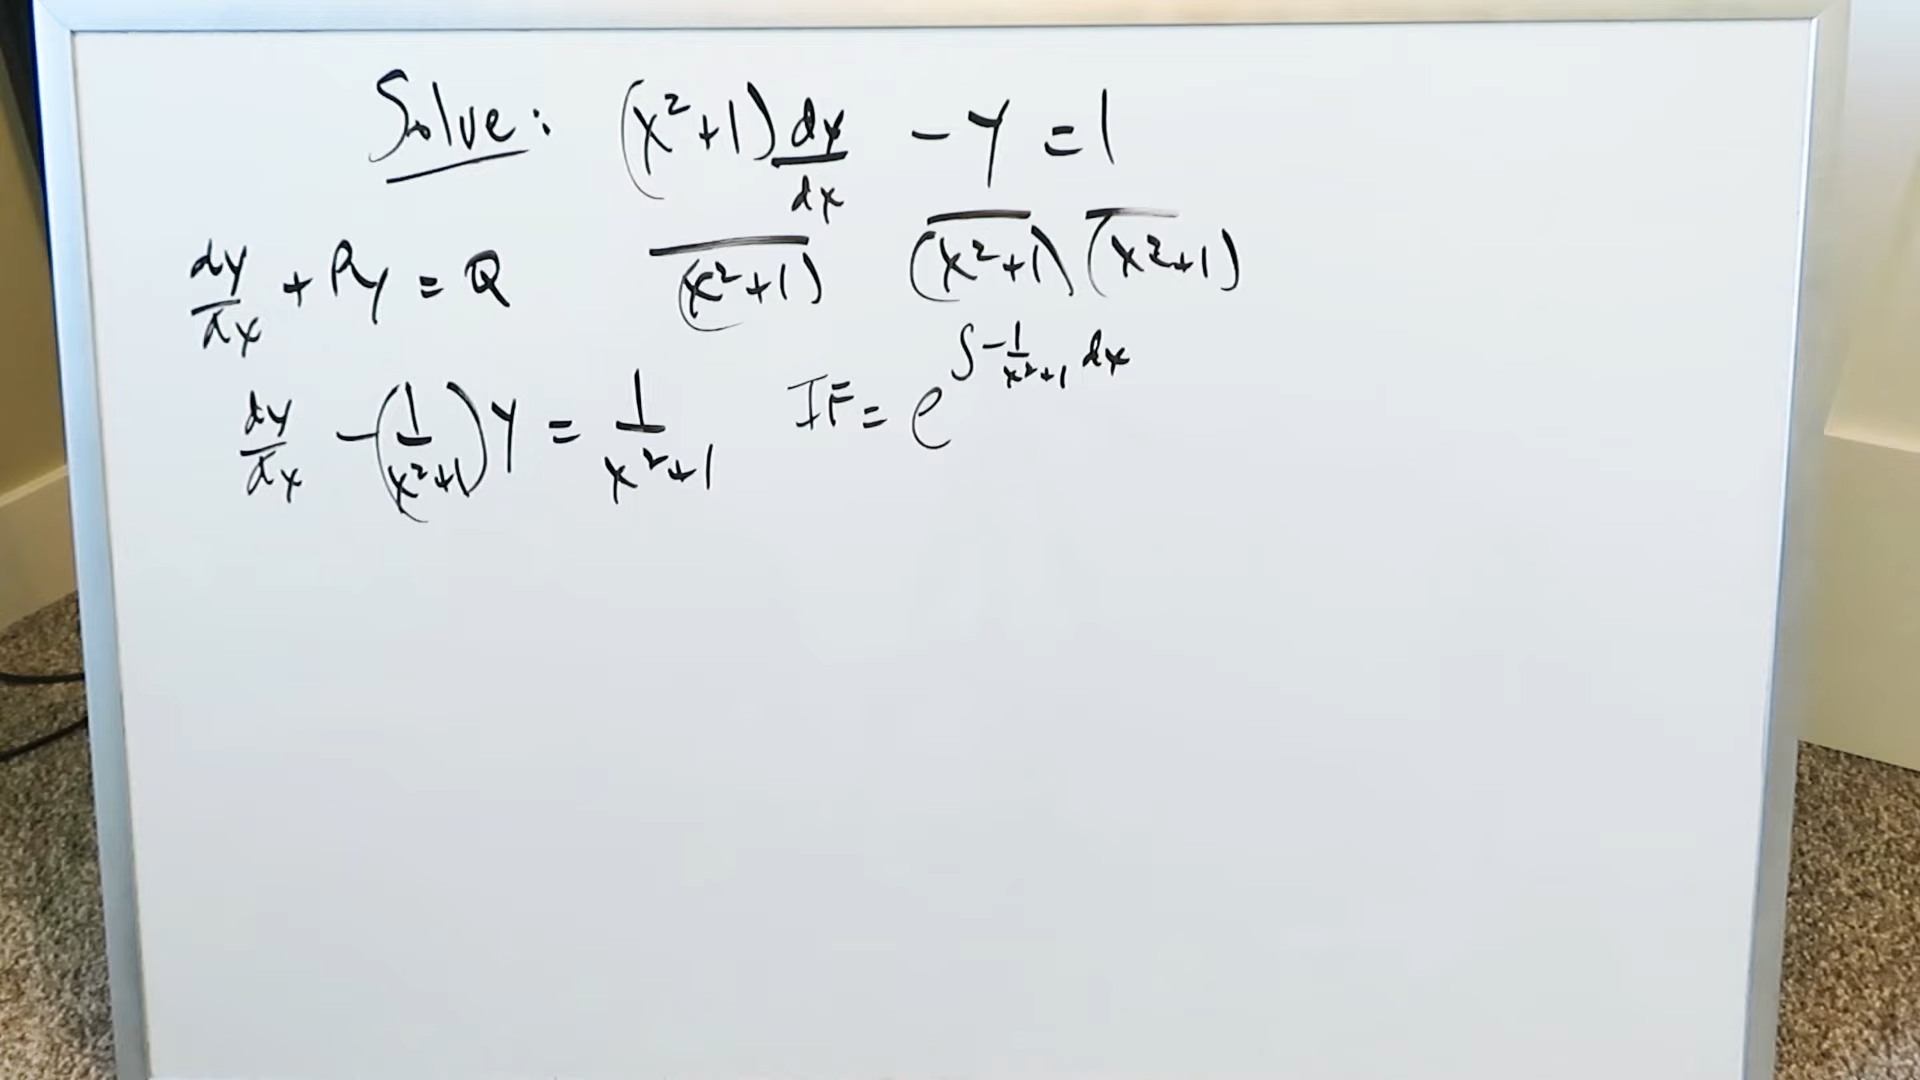 Solve: (x²+1) dy/dx - y = 1
dy/dx + Py = Q (x²+1) (x²+1) (x²+1)
dy/dx - (1/x²+1) y = 1/x²+1 IF = e^∫-1/x²+1 dx